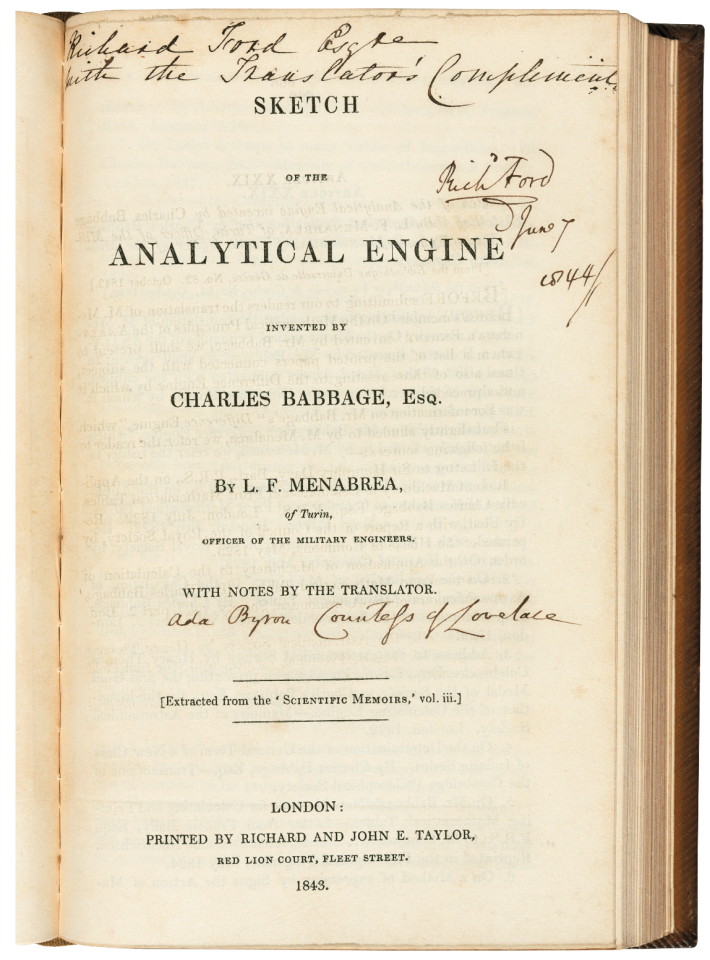 Richard Ford Esqre
with the Translator's Compliments
SKETCH
OF THE
Richd Ford
June 7
1844
ANALYTICAL ENGINE
INVENTED BY
CHARLES BABBAGE, Esq.
By L. F. MENABREA,
of Turin,
OFFICER OF THE MILITARY ENGINEERS.
WITH NOTES BY THE TRANSLATOR.
Ada Byron Countess of Lovelace
[Extracted from the ‘Scientific Memoirs,’ vol. iii.]
LONDON:
PRINTED BY RICHARD AND JOHN E. TAYLOR,
RED LION COURT, FLEET STREET.
1843.